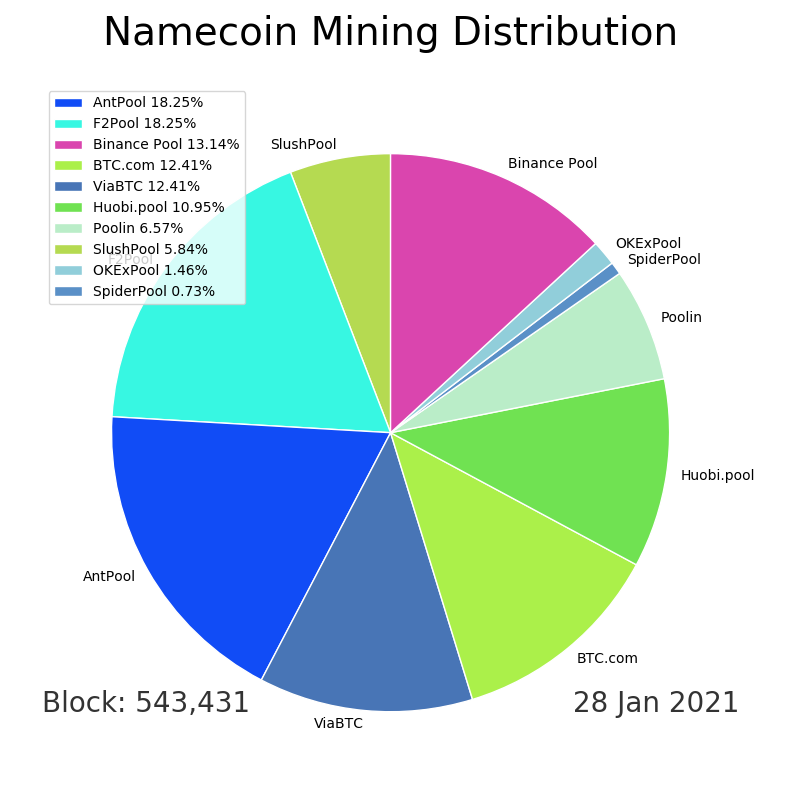 Namecoin Mining Distribution
AntPool 18.25%
F2Pool 18.25%
Binance Pool 13.14%
BTC.com 12.41%
ViaBTC 12.41%
Huobi.pool 10.95%
Poolin 6.57%
SlushPool 5.84%
OKExPool 1.46%
SpiderPool 0.73%
SlushPool
Binance Pool
OKExPool
SpiderPool
F2Pool
Poolin
Huobi.pool
AntPool
BTC.com
ViaBTC
Block: 543,431
28 Jan 2021